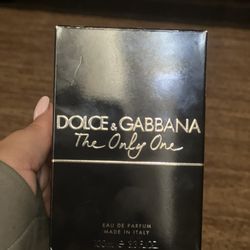 DOLCE & GABBANA
The Only One
EAU DE PARFUM
MADE IN ITALY